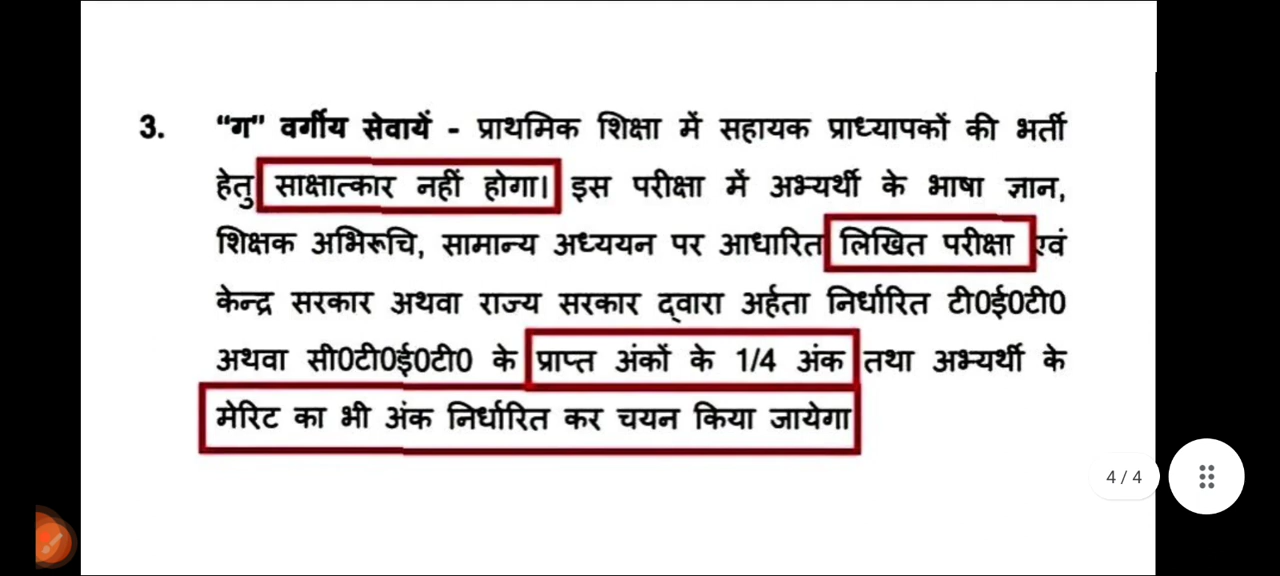 3. “ग” वर्गीय सेवायें - प्राथमिक शिक्षा में सहायक प्राध्यापकों की भर्ती
हेतु साक्षात्कार नहीं होगा। इस परीक्षा में अभ्यर्थी के भाषा ज्ञान,
शिक्षक अभिरूचि, सामान्य अध्ययन पर आधारित लिखित परीक्षा एवं
केन्द्र सरकार अथवा राज्य सरकार द्वारा अर्हता निर्धारित टी0ई0टी0
अथवा सी0टी0ई0टी0 के प्राप्त अंकों के 1/4 अंक तथा अभ्यर्थी के
मेरिट का भी अंक निर्धारित कर चयन किया जायेगा
4 / 4